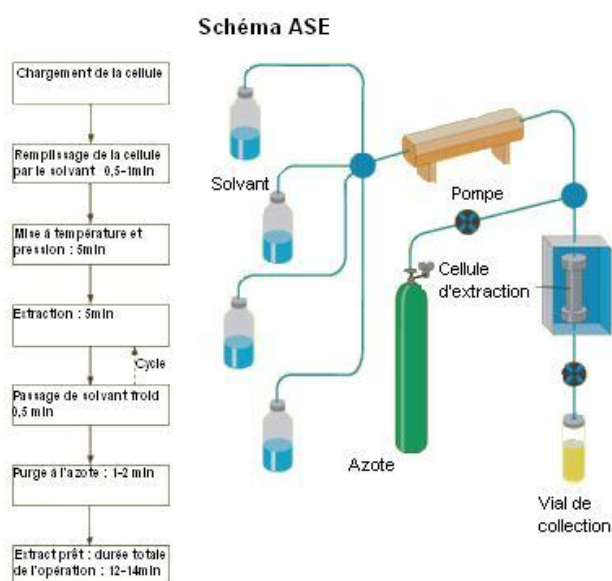 Schéma ASE
Chargement de la cellule
Remplissage de la cellule
par le solvant 0,5-1min
Mise à température et
pression : 5min
Extraction : 5min
Cycle
Passage de solvant froid
0,5 min
Purge à l'azote : 1-2 min
Extract prêt : durée totale
de l'opération : 12-14min
Solvant
Pompe
Cellule
d'extraction
Azote
Vial de
collection